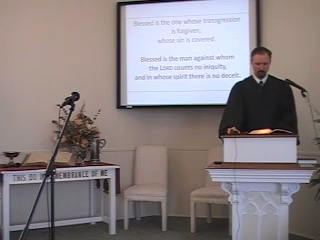 Blessed is the one whose transgression
is forgiven,
whose sin is covered.
Blessed is the man against whom
the LORD counts no iniquity,
and in whose spirit there is no deceit.
THIS DO IN REMEMBRANCE OF ME